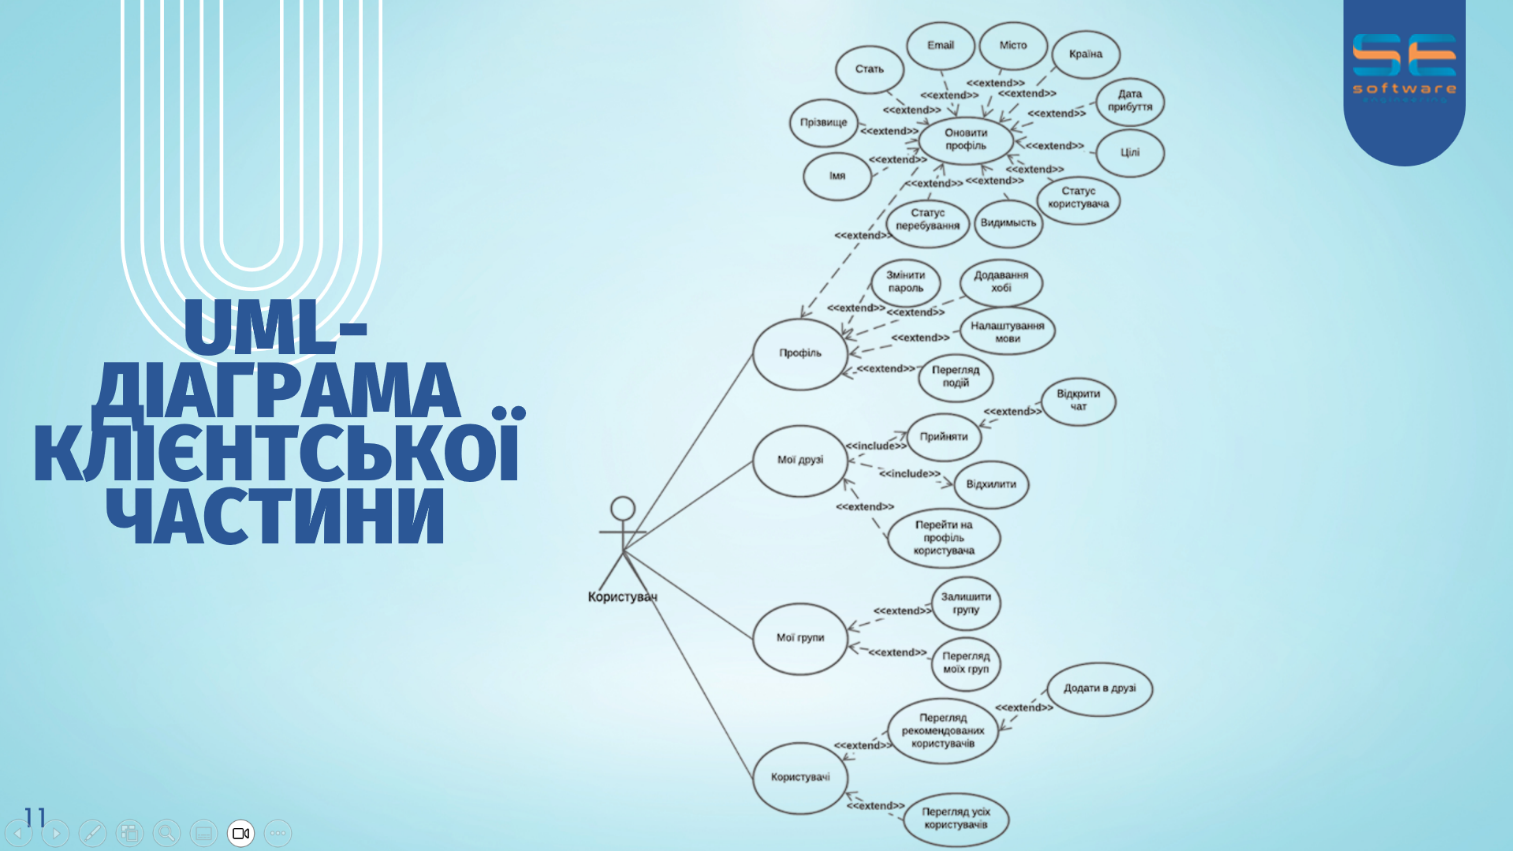 UML-
ДІАГРАМА
КЛІЄНТСЬКОЇ
ЧАСТИНИ
software
engineering
Email
Місто
Країна
Стать
Дата
прибуття
Прізвище
Оновити
профіль
Цілі
Імя
Статус
користувача
Статус
перебування
Видимысть
<<extend>>
<<extend>>
<<extend>>
<<extend>>
<<extend>>
<<extend>>
<<extend>>
<<extend>>
<<extend>>
<<extend>>
<<extend>>
<<extend>>
Змінити
пароль
Додавання
хобі
<<extend>>
<<extend>>
Налаштування
мови
<<extend>>
Профіль
<<extend>>
Перегляд
подій
Відкрити
чат
<<extend>>
Прийняти
<<include>>
Мої друзі
<<include>>
Відхилити
<<extend>>
Перейти на
профіль
користувача
Користувач
Залишити
групу
<<extend>>
Мої групи
<<extend>>
Перегляд
моїх груп
Додати в друзі
<<extend>>
Перегляд
рекомендованих
користувачів
<<extend>>
Користувачі
<<extend>>
Перегляд усіх
користувачів
11